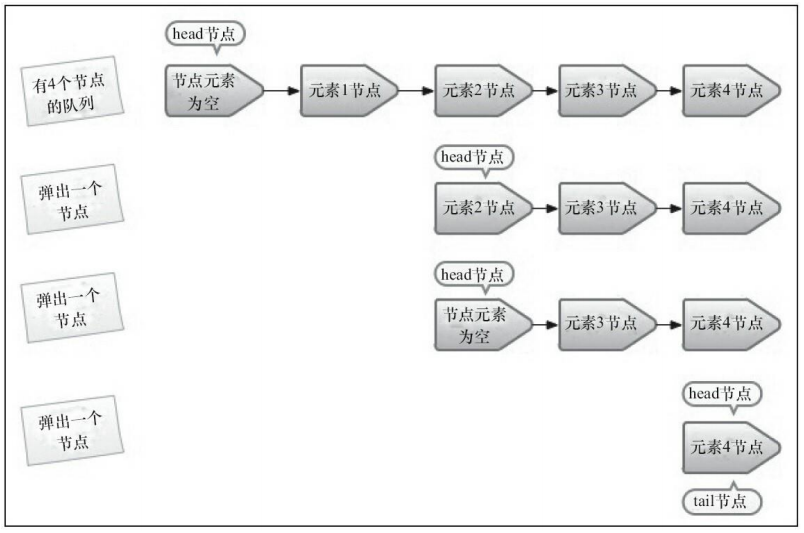 head节点
有4个节点
的队列
节点元素
为空
元素1节点
元素2节点
元素3节点
元素4节点
head节点
弹出一个
节点
元素2节点
元素3节点
元素4节点
head节点
弹出一个
节点
节点元素
为空
元素3节点
元素4节点
head节点
弹出一个
节点
元素4节点
tail节点